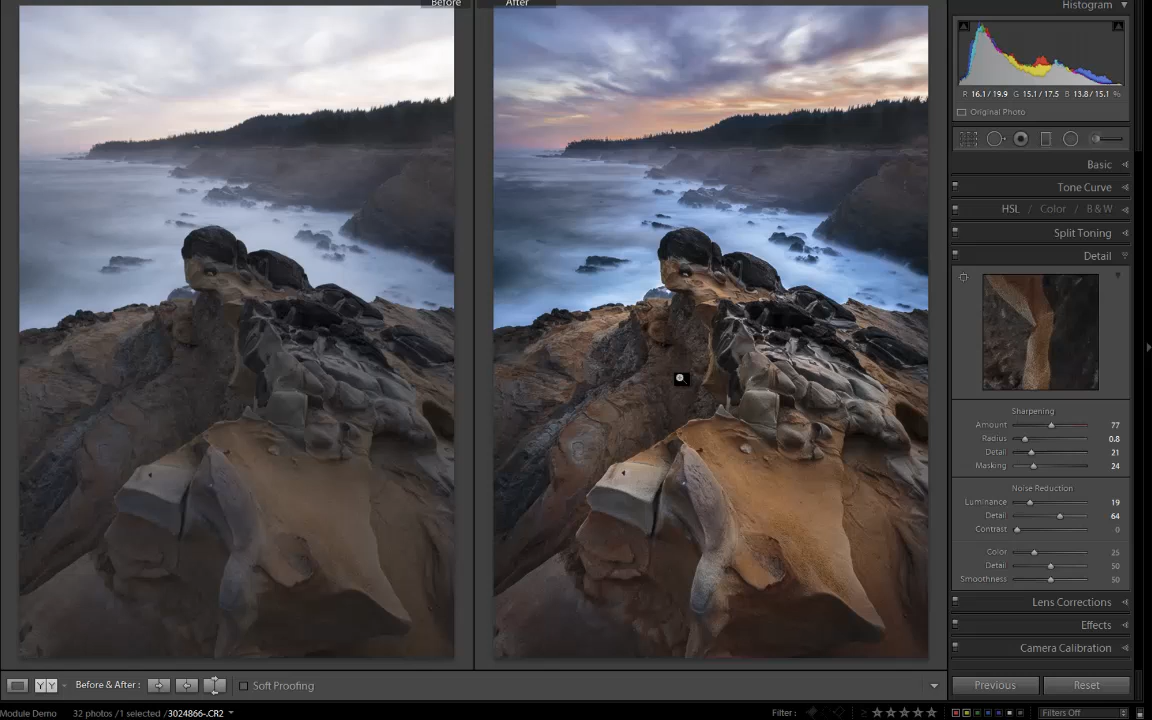 Before
After
Histogram
R 16.1 / 19.9 G 15.1 / 17.5 B 13.8 / 15.1 %
Original Photo
Basic
Tone Curve
HSL / Color / B & W
Split Toning
Detail
Sharpening
Amount 77
Radius 0.8
Detail 21
Masking 24
Noise Reduction
Luminance 19
Detail 64
Contrast 0
Color 25
Detail 50
Smoothness 50
Lens Corrections
Effects
Camera Calibration
Y Y
Before & After :
Soft Proofing
Previous
Reset
Module Demo
32 photos / 1 selected / 3024866-.CR2
Filter :
Filters Off